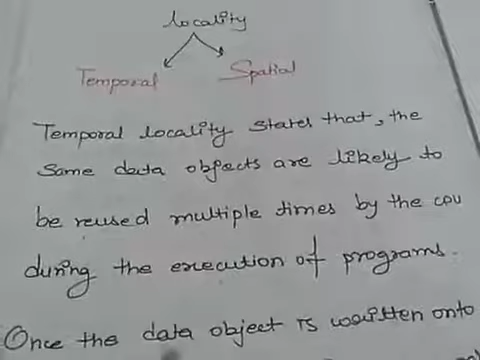 locality
Temporal Spatial
Temporal locality states that, the
same data objects are likely to
be reused multiple times by the CPU
during the execution of programs.
Once the data object is written onto